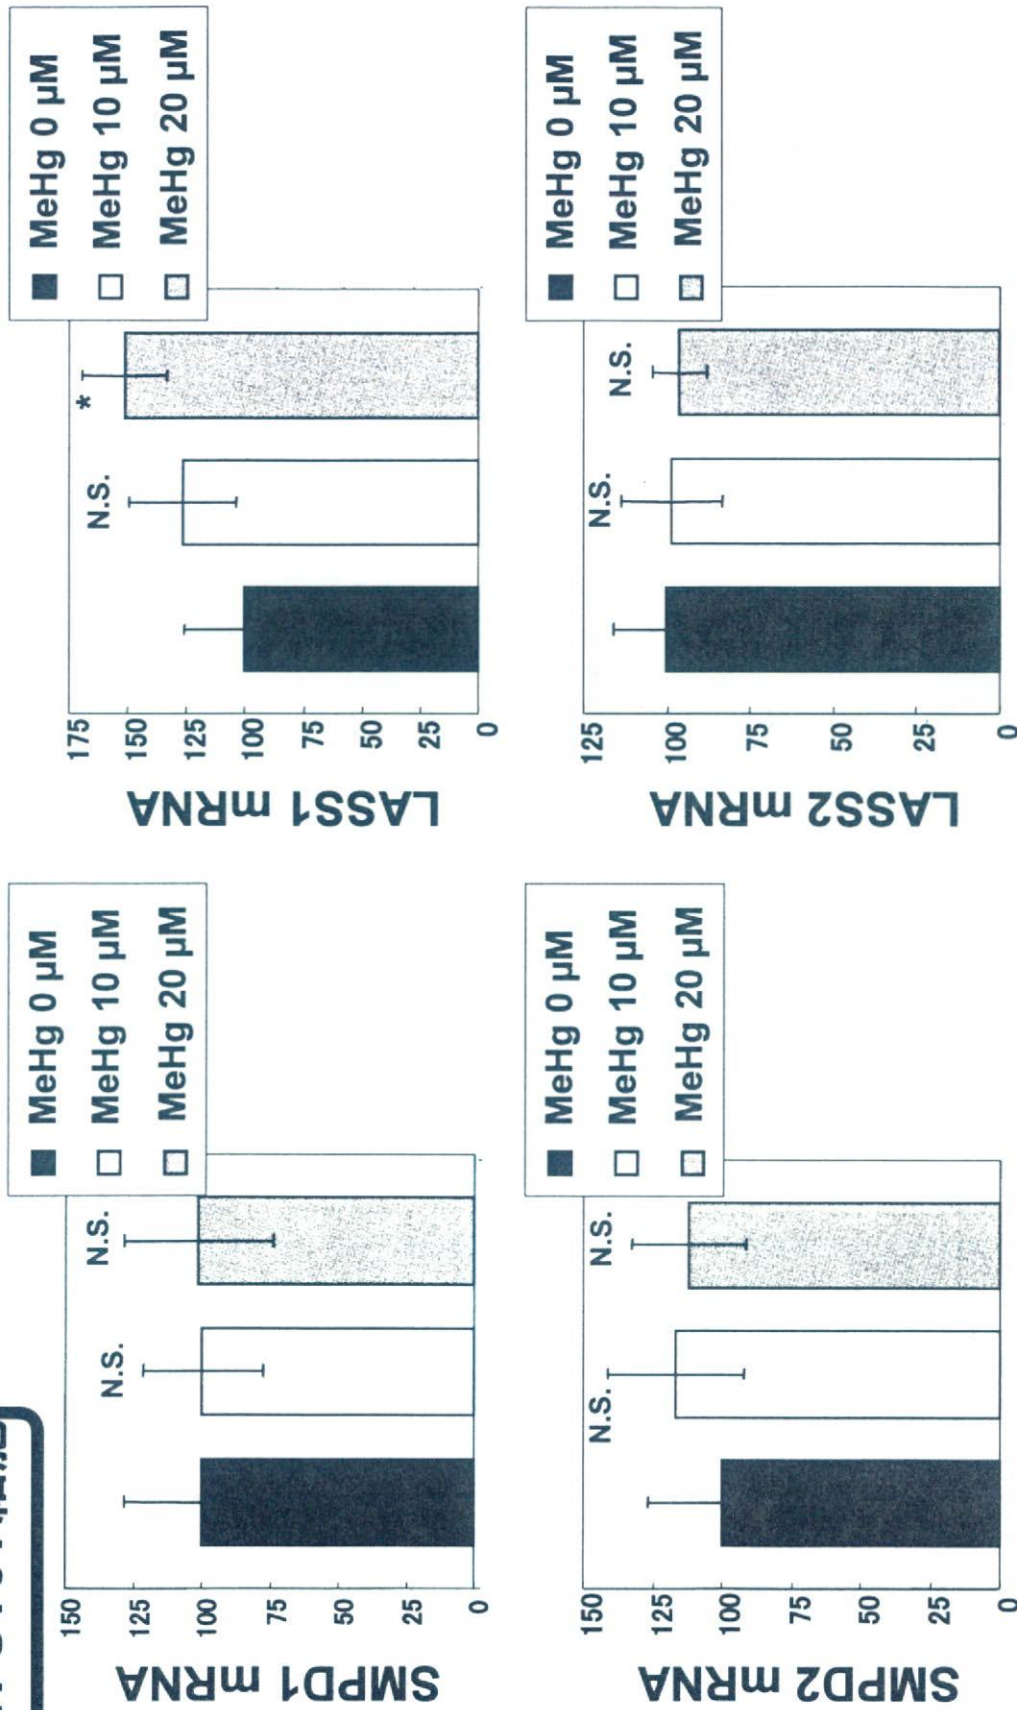 SMPD1 mRNA
150
125
100
75
50
25
0
N.S.
N.S.
MeHg 0 µM
MeHg 10 µM
MeHg 20 µM
LASS1 mRNA
175
150
125
100
75
50
25
0
N.S.
*
MeHg 0 µM
MeHg 10 µM
MeHg 20 µM
SMPD2 mRNA
150
125
100
75
50
25
0
N.S.
N.S.
MeHg 0 µM
MeHg 10 µM
MeHg 20 µM
LASS2 mRNA
125
100
75
50
25
0
N.S.
N.S.
MeHg 0 µM
MeHg 10 µM
MeHg 20 µM